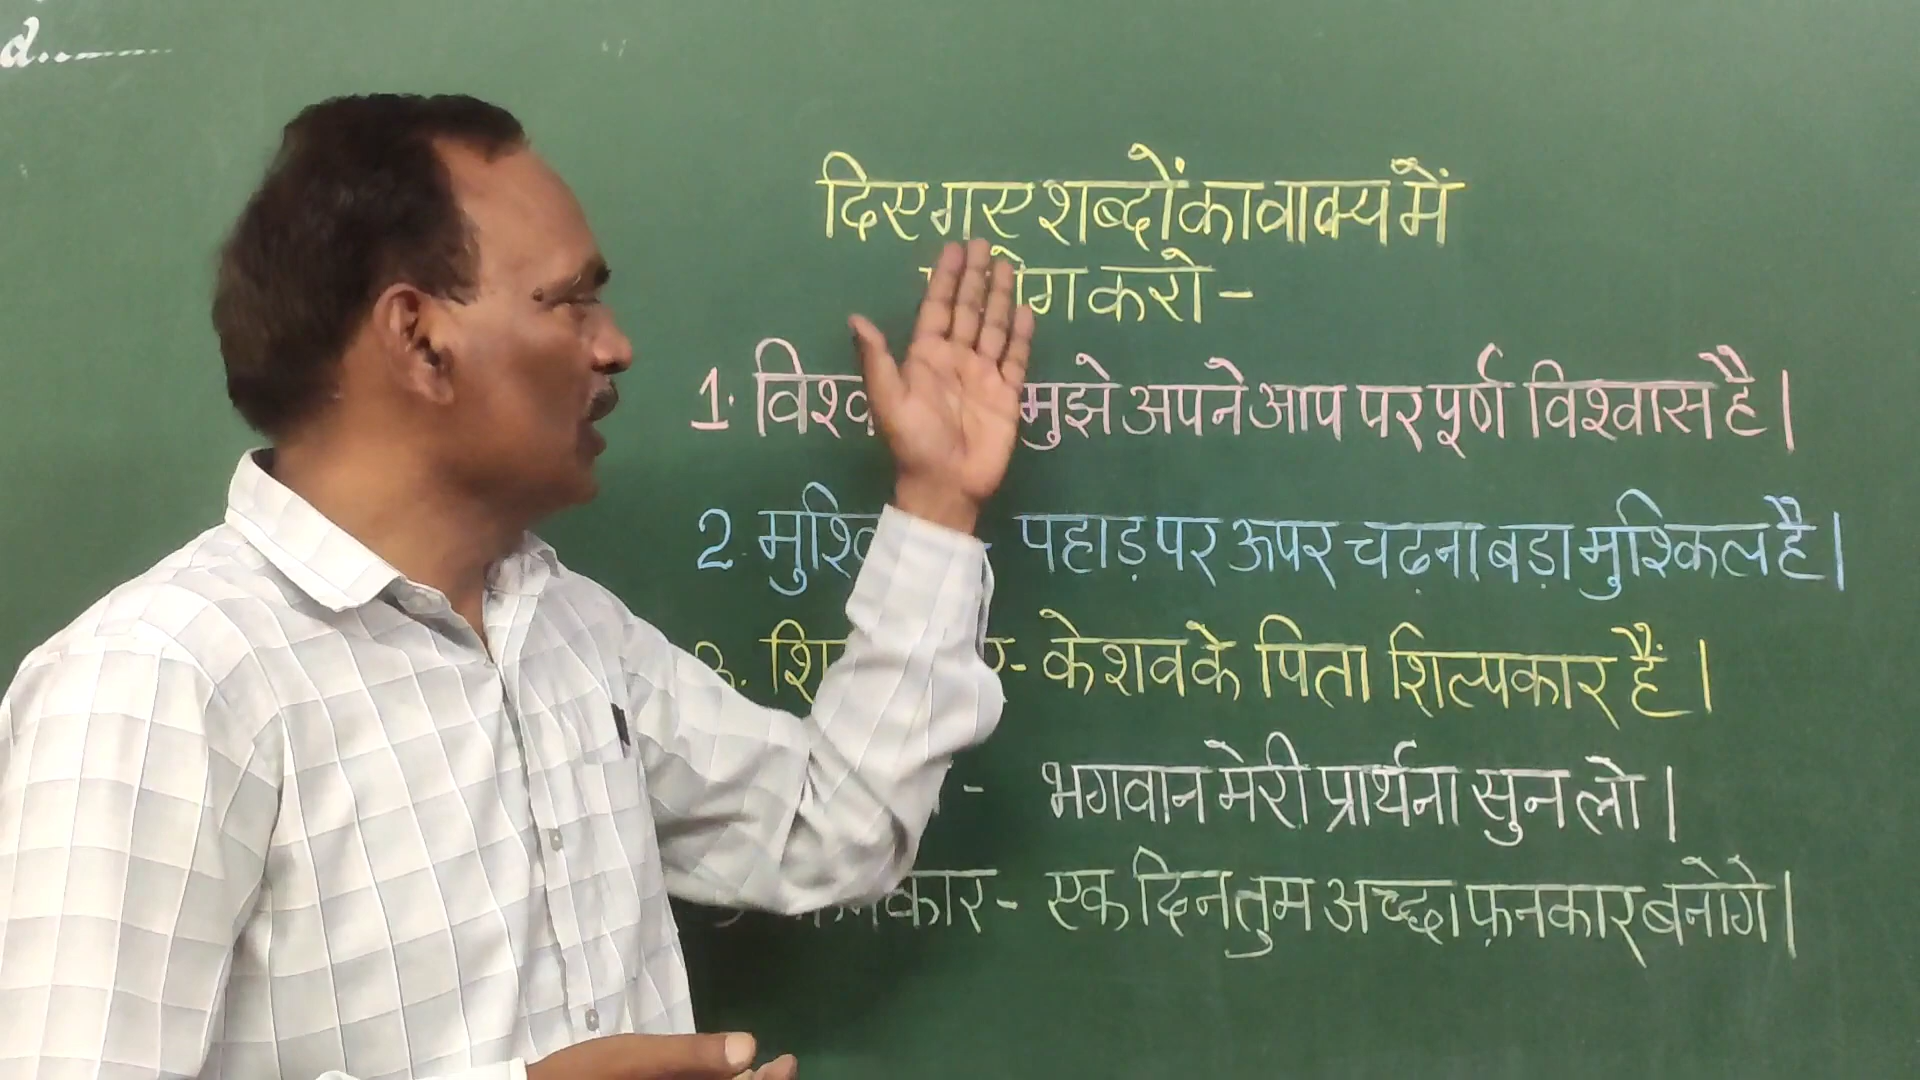 d..
दिए गए शब्दों का वाक्य में
करो -
1. मुझे अपने आप पर पूर्ण विश्वास है।
2. - पहाड़ पर ऊपर चढ़ना बड़ा मुश्किल है।
3. - केशव के पिता शिल्पकार हैं।
- भगवान मेरी प्रार्थना सुन लो।
- एक दिन तुम अच्छा फ़नकार बनोगे।